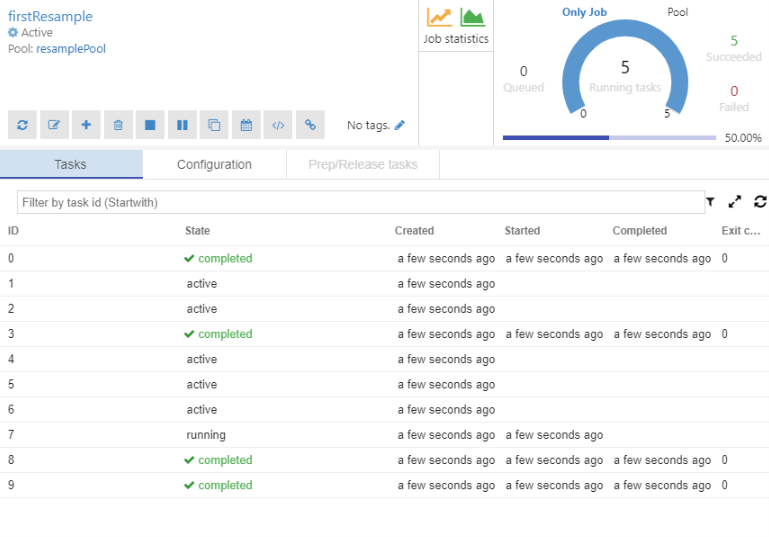 firstResample
Active
Pool: resamplePool
No tags.
Job statistics
Only Job Pool
0
Queued
5
Running tasks
0 5
5
Succeeded
0
Failed
50.00%
Tasks Configuration Prep/Release tasks
Filter by task id (Startwith)
ID State Created Started Completed Exit c...
0 completed a few seconds ago a few seconds ago a few seconds ago 0
1 active a few seconds ago
2 active a few seconds ago
3 completed a few seconds ago a few seconds ago a few seconds ago 0
4 active a few seconds ago
5 active a few seconds ago
6 active a few seconds ago
7 running a few seconds ago a few seconds ago
8 completed a few seconds ago a few seconds ago a few seconds ago 0
9 completed a few seconds ago a few seconds ago a few seconds ago 0